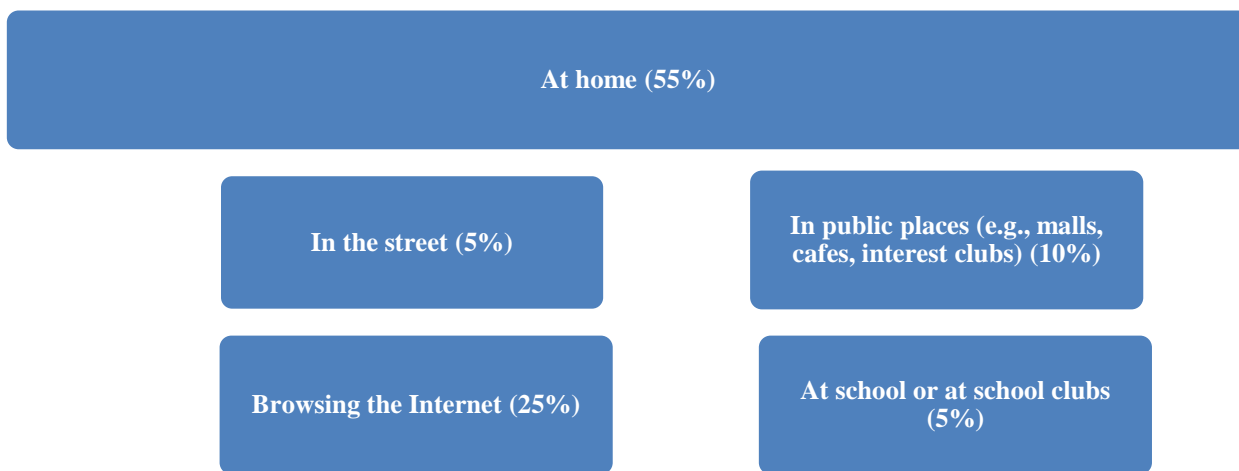 At home (55%)
In the street (5%)
In public places (e.g., malls,
cafes, interest clubs) (10%)
Browsing the Internet (25%)
At school or at school clubs
(5%)